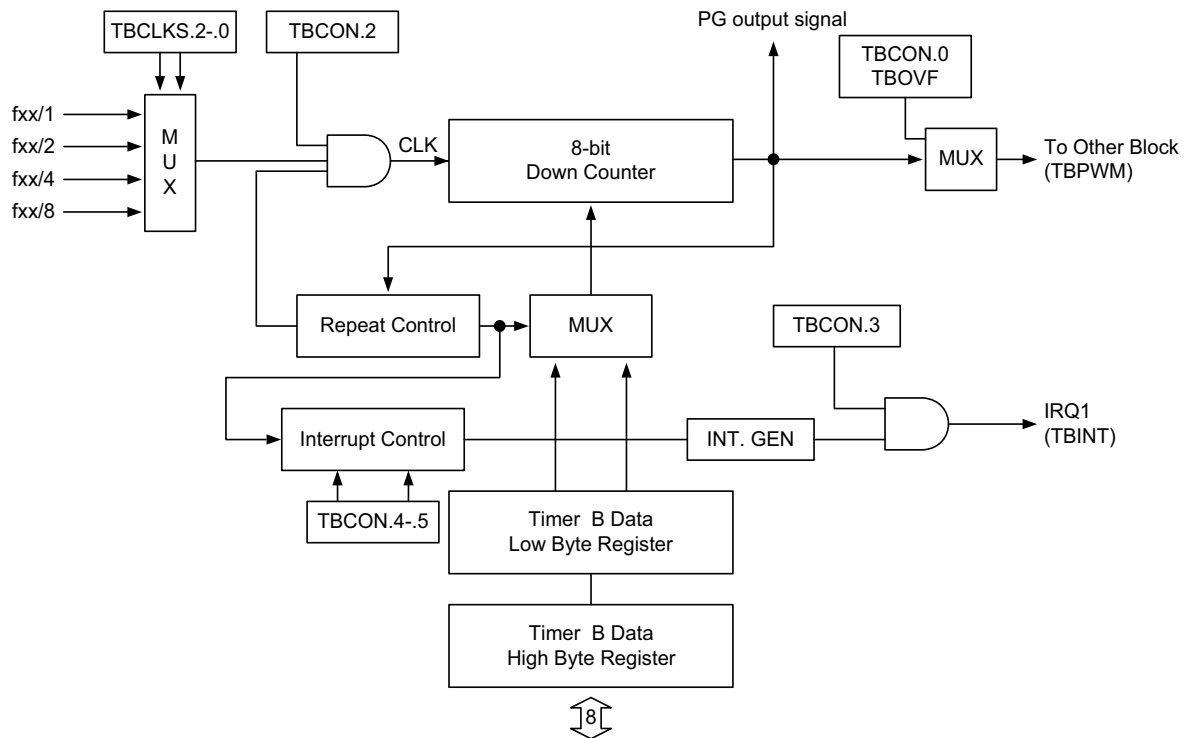 PG output signal
TBCLKS.2-.0
TBCON.2
TBCON.0
TBOVF
fxx/1
fxx/2
fxx/4
fxx/8
M
U
X
CLK
8-bit
Down Counter
MUX
To Other Block
(TBPWM)
Repeat Control
MUX
TBCON.3
Interrupt Control
INT. GEN
IRQ1
(TBINT)
TBCON.4-.5
Timer B Data
Low Byte Register
Timer B Data
High Byte Register
8